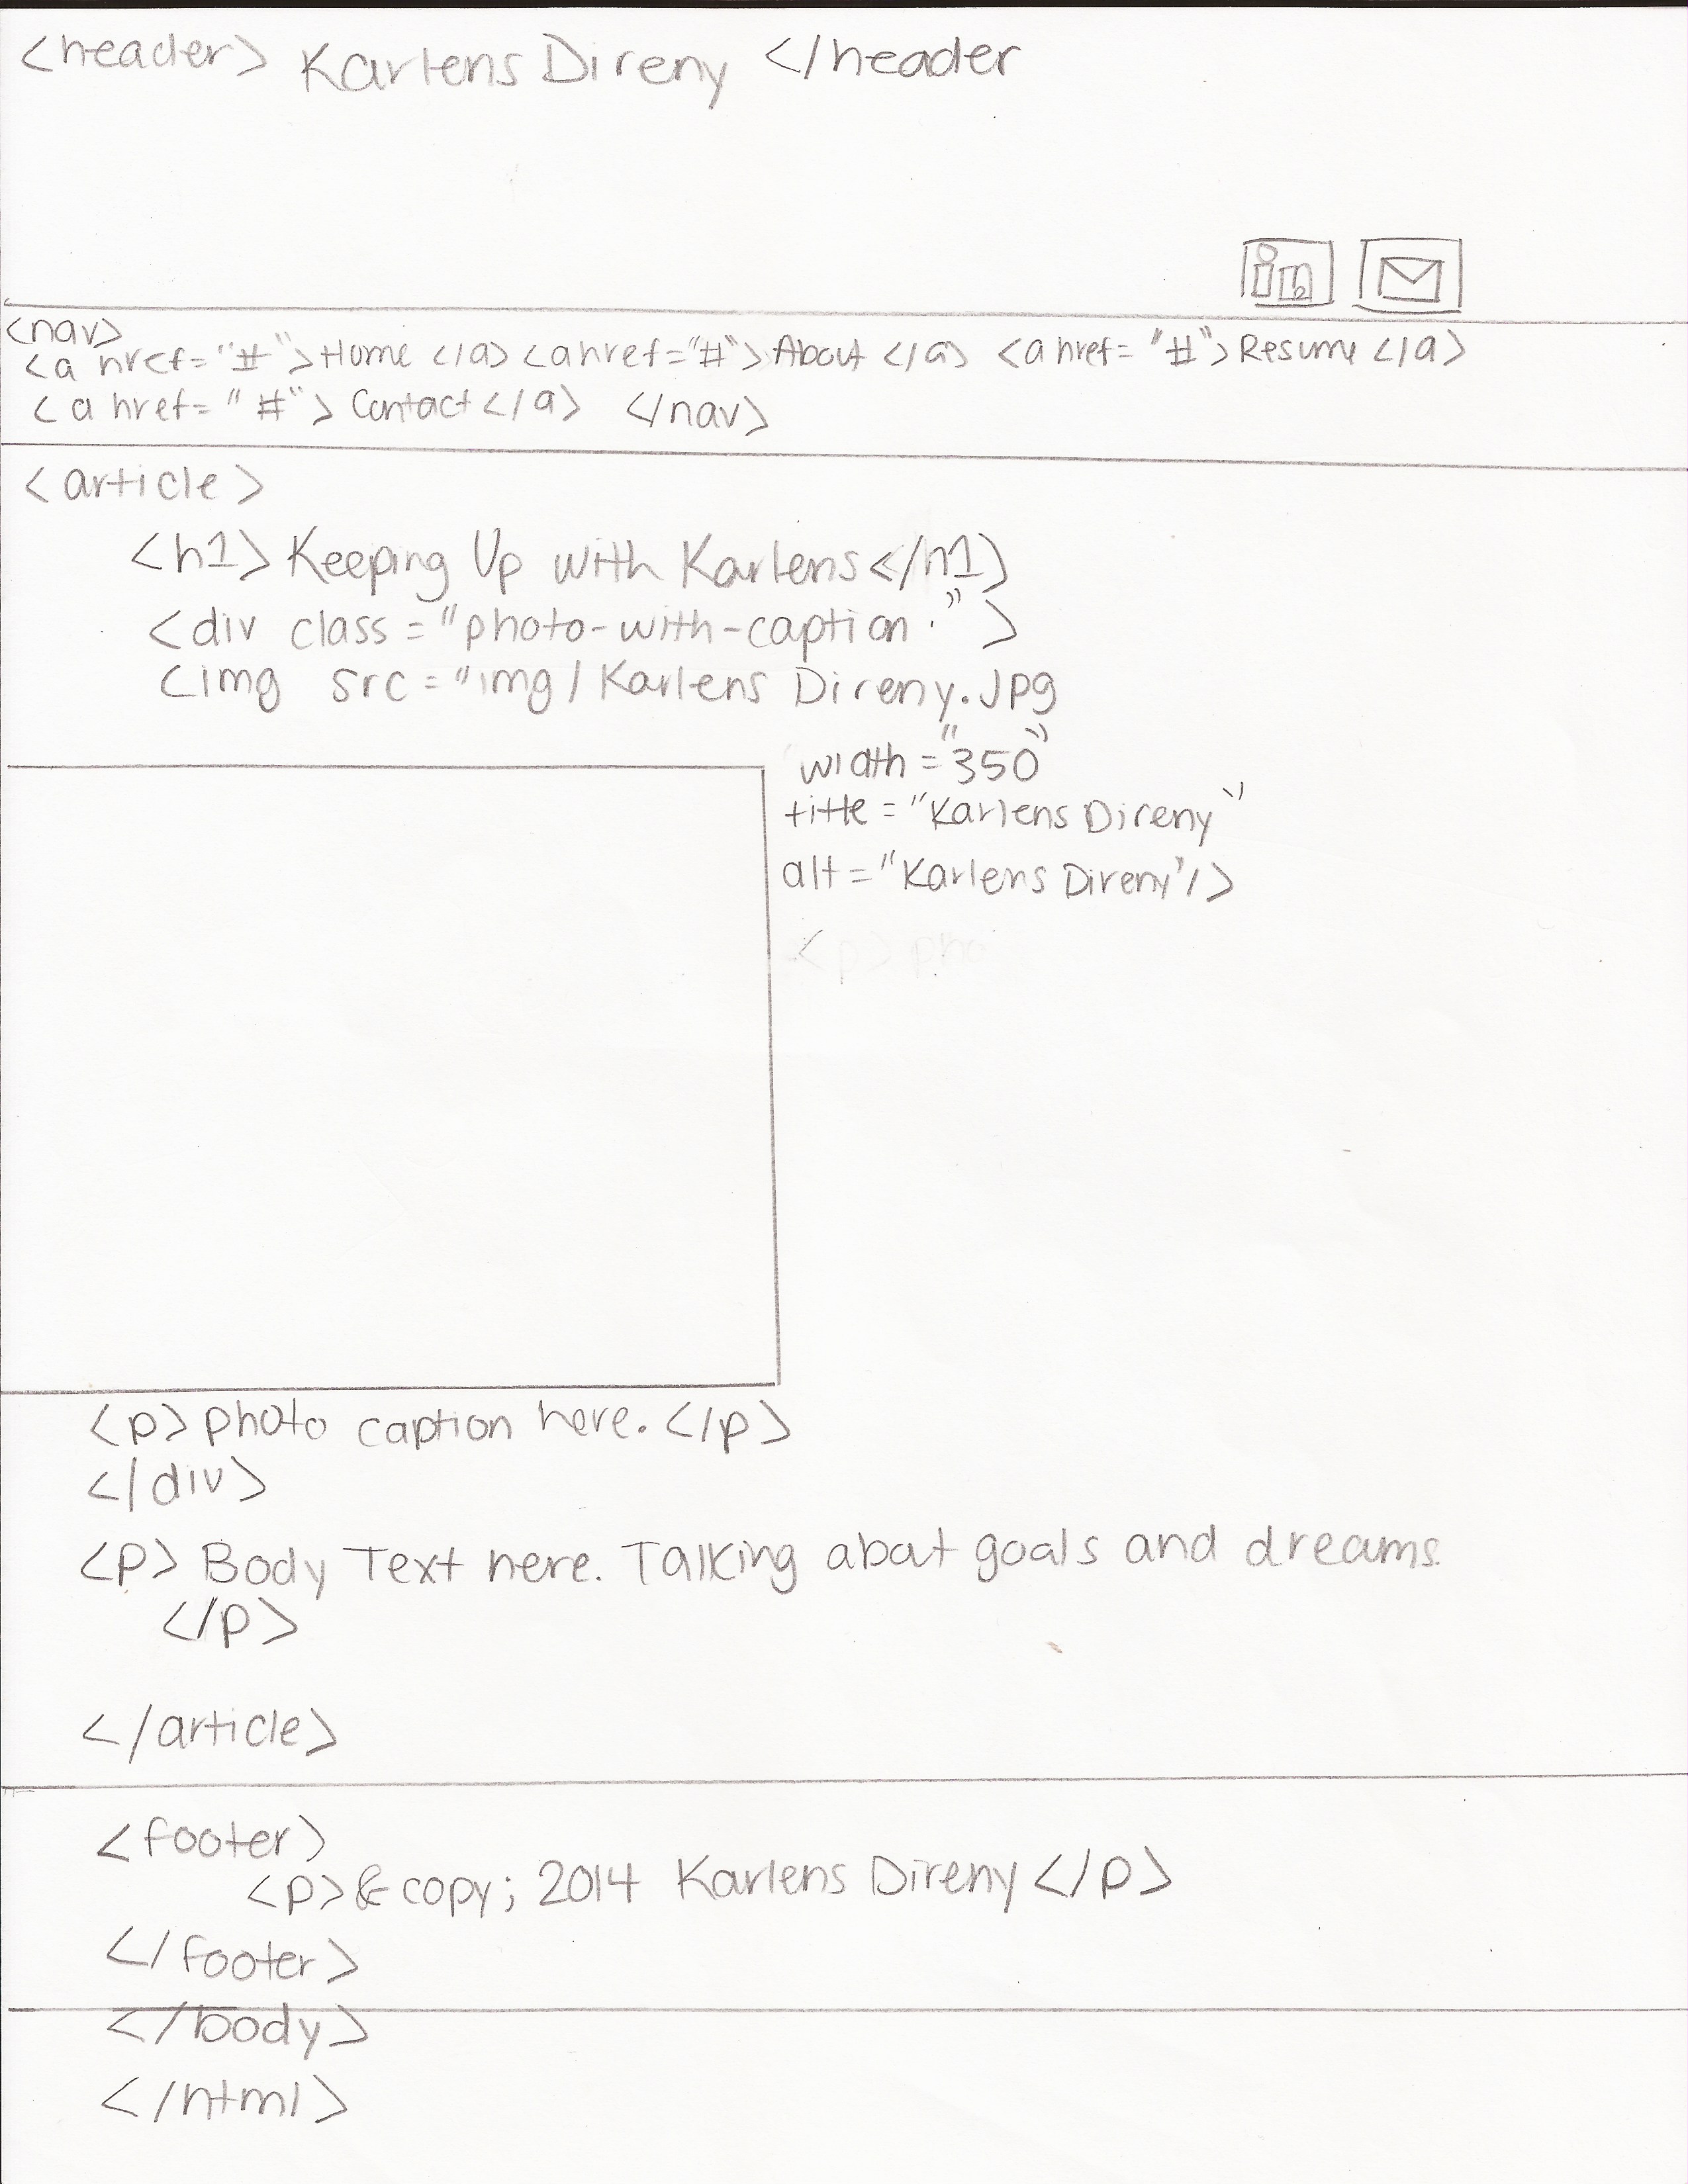 <header> Karlens Direny </header
in
<nav>
<a href="#">Home </a> <a href="#"> About </a> <a href= "#"> Resume </a>
<a href= "#"> Contact </a> </nav>
<article>
<h1> Keeping Up with Karlens</h1>
<div class="photo-with-caption." >
<img src="img/Karlens Direny.jpg
width="350"
title="Karlens Direny"
alt="Karlens Direny"/>
<p> pho
<p> photo caption here. </p>
</div>
<p> Body Text here. Talking about goals and dreams.
</p>
</article>
<footer>
<p>&copy; 2014 Karlens Direny </p>
</footer>
</body>
</html>